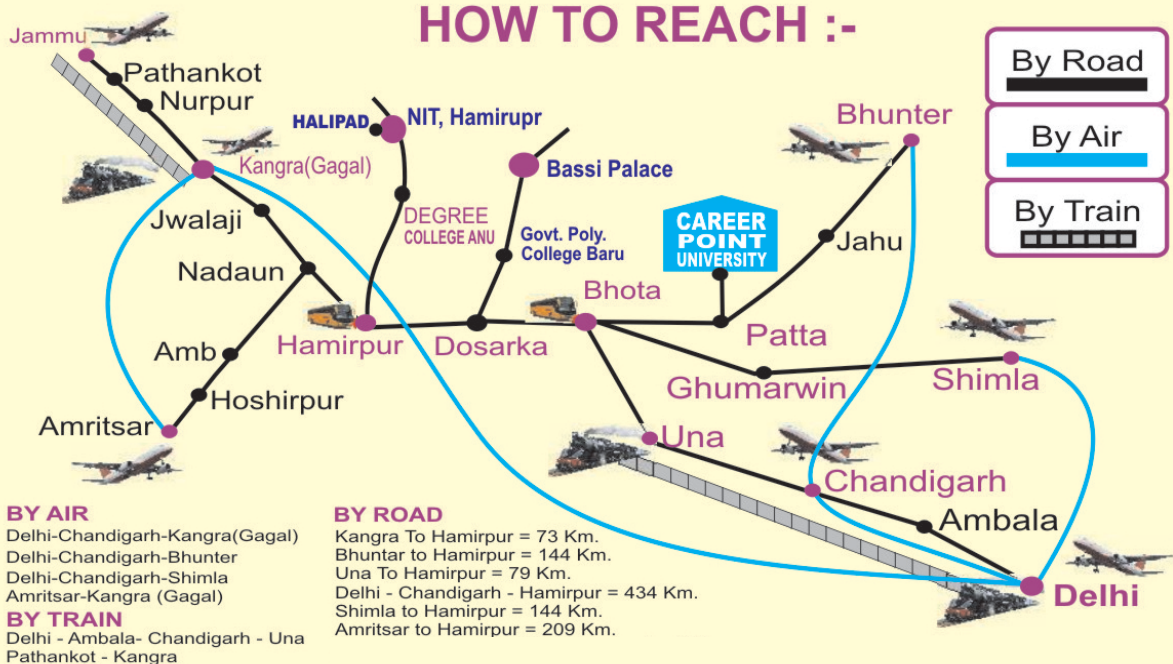 HOW TO REACH :-
Jammu
Pathankot
Nurpur
Kangra(Gagal)
Jwalaji
Nadaun
Amb
Hoshirpur
Amritsar
HALIPAD
NIT, Hamirupr
DEGREE
COLLEGE ANU
Hamirpur
Bassi Palace
Govt. Poly.
College Baru
Dosarka
Bhota
CAREER
POINT
UNIVERSITY
Patta
Jahu
Bhunter
Ghumarwin
Shimla
Una
Chandigarh
Ambala
Delhi
By Road
By Air
By Train
BY AIR
Delhi-Chandigarh-Kangra(Gagal)
Delhi-Chandigarh-Bhunter
Delhi-Chandigarh-Shimla
Amritsar-Kangra (Gagal)
BY TRAIN
Delhi - Ambala- Chandigarh - Una
Pathankot - Kangra
BY ROAD
Kangra To Hamirpur = 73 Km.
Bhuntar to Hamirpur = 144 Km.
Una To Hamirpur = 79 Km.
Delhi - Chandigarh - Hamirpur = 434 Km.
Shimla to Hamirpur = 144 Km.
Amritsar to Hamirpur = 209 Km.